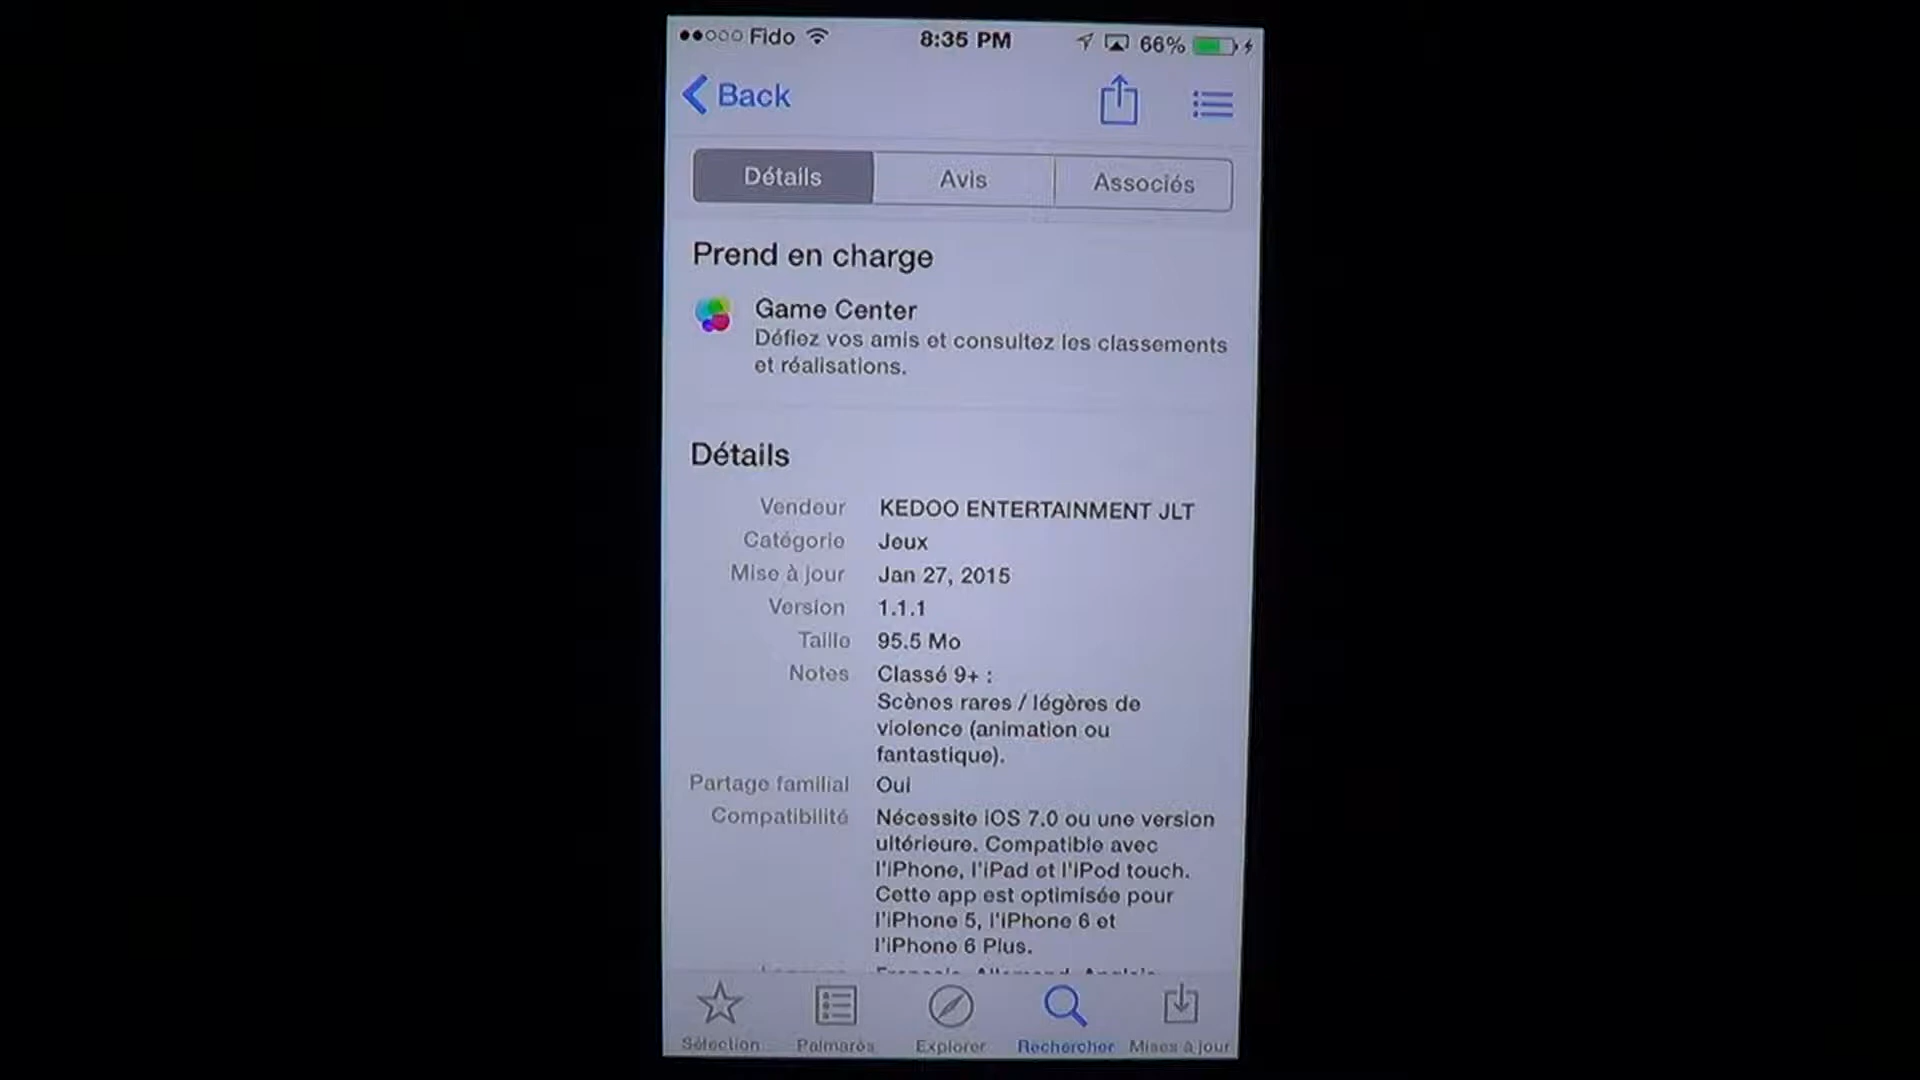 Fido 8:35 PM 66%
Back
Détails Avis Associés
Prend en charge
Game Center
Défiez vos amis et consultez les classements
et réalisations.
Détails
Vendeur KEDOO ENTERTAINMENT JLT
Catégorie Jeux
Mise à jour Jan 27, 2015
Version 1.1.1
Taille 95.5 Mo
Notes Classé 9+ :
Scènes rares / légères de
violence (animation ou
fantastique).
Partage familial Oui
Compatibilité Nécessite iOS 7.0 ou une version
ultérieure. Compatible avec
l'iPhone, l'iPad et l'iPod touch.
Cette app est optimisée pour
l'iPhone 5, l'iPhone 6 et
l'iPhone 6 Plus.
Français, Allemand, Anglais
Sélection Palmarès Explorer Rechercher Mises à jour